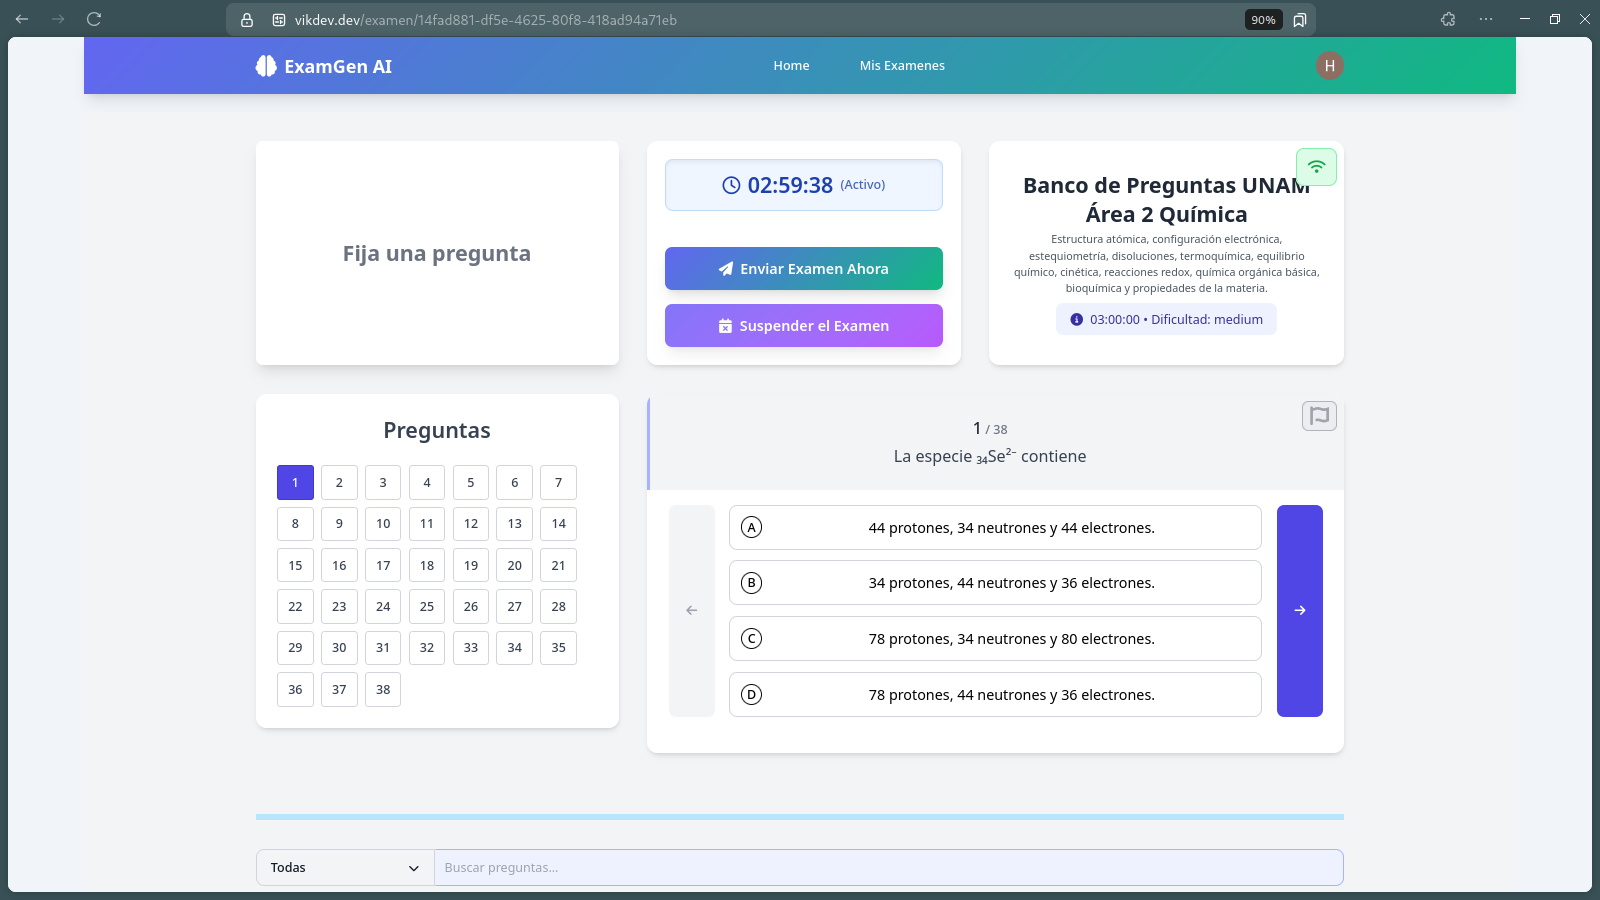 vikdev.dev/examen/14fad881-df5e-4625-80f8-418ad94a71eb
90%
ExamGen AI
Home
Mis Examenes
H
Fija una pregunta
02:59:38 (Activo)
Enviar Examen Ahora
Suspender el Examen
Banco de Preguntas UNAM
Área 2 Química
Estructura atómica, configuración electrónica,
estequiometría, disoluciones, termoquímica, equilibrio
químico, cinética, reacciones redox, química orgánica básica,
bioquímica y propiedades de la materia.
03:00:00 • Dificultad: medium
Preguntas
1 2 3 4 5 6 7
8 9 10 11 12 13 14
15 16 17 18 19 20 21
22 23 24 25 26 27 28
29 30 31 32 33 34 35
36 37 38
1 / 38
La especie ₃₄Se²⁻ contiene
A 44 protones, 34 neutrones y 44 electrones.
B 34 protones, 44 neutrones y 36 electrones.
C 78 protones, 34 neutrones y 80 electrones.
D 78 protones, 44 neutrones y 36 electrones.
Todas
Buscar preguntas...